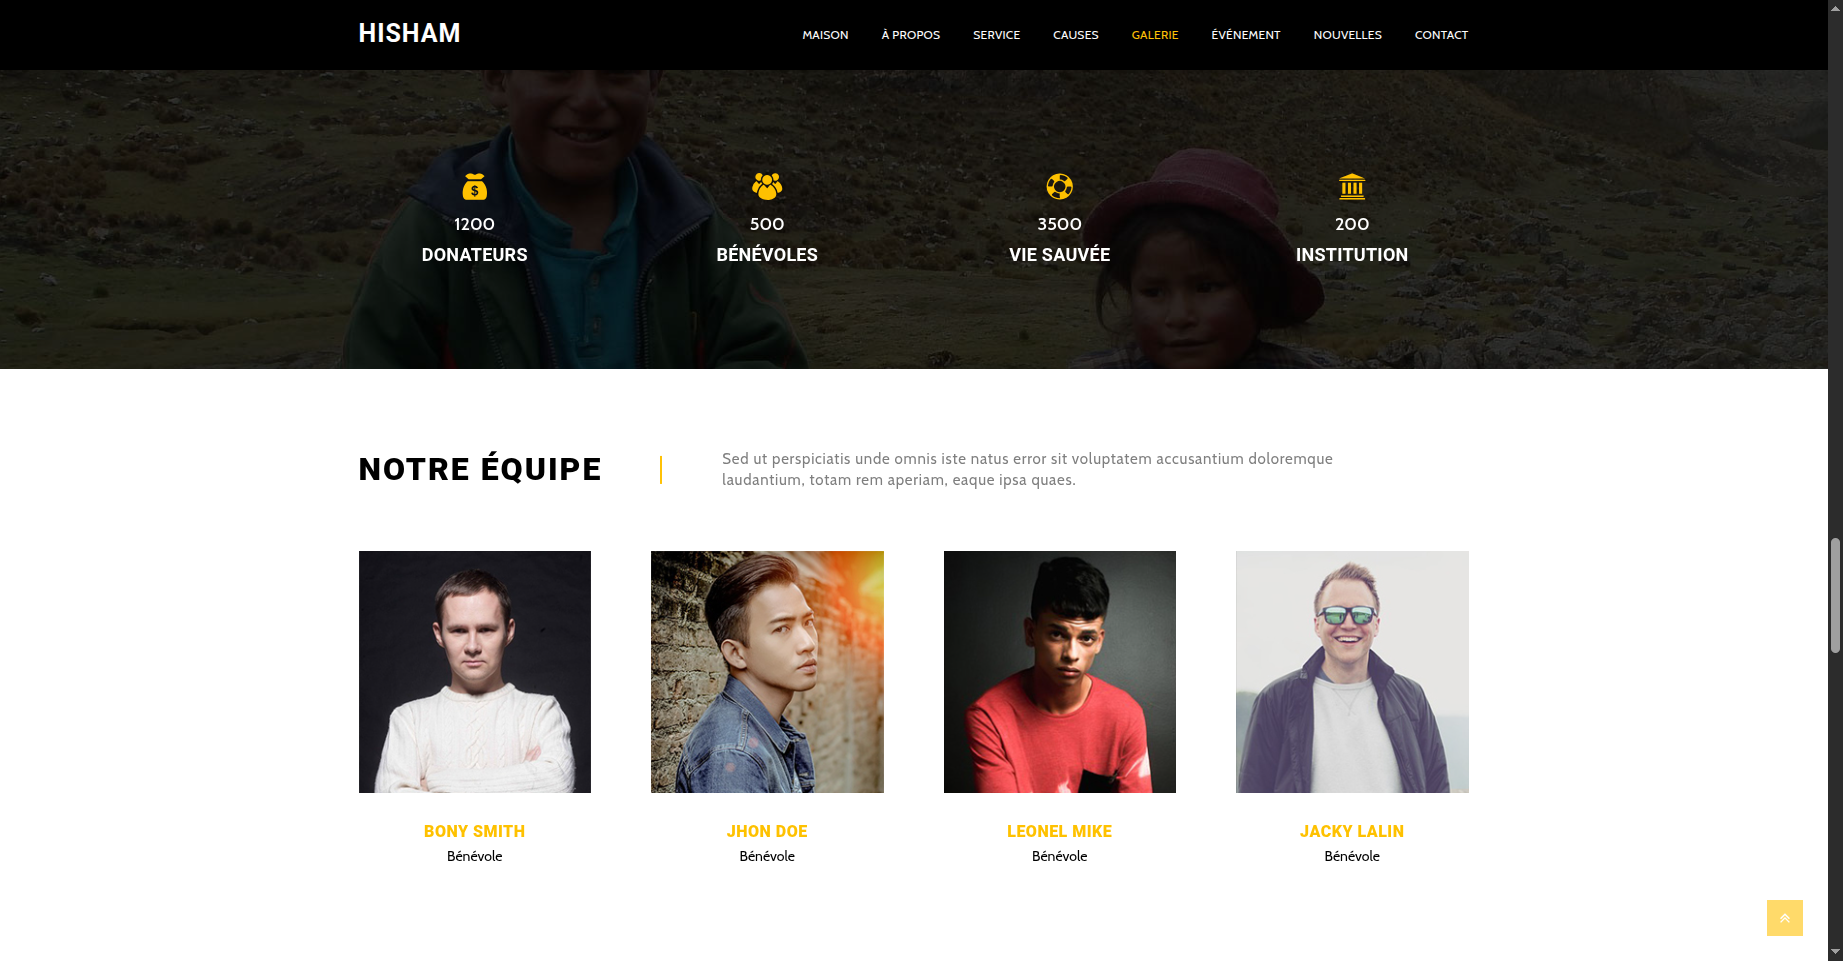 HISHAM
MAISON À PROPOS SERVICE CAUSES GALERIE ÉVÉNEMENT NOUVELLES CONTACT
$
1200 500 3500 200
DONATEURS BÉNÉVOLES VIE SAUVÉE INSTITUTION
NOTRE ÉQUIPE
Sed ut perspiciatis unde omnis iste natus error sit voluptatem accusantium doloremque
laudantium, totam rem aperiam, eaque ipsa quaes.
BONY SMITH JHON DOE LEONEL MIKE JACKY LALIN
Bénévole Bénévole Bénévole Bénévole